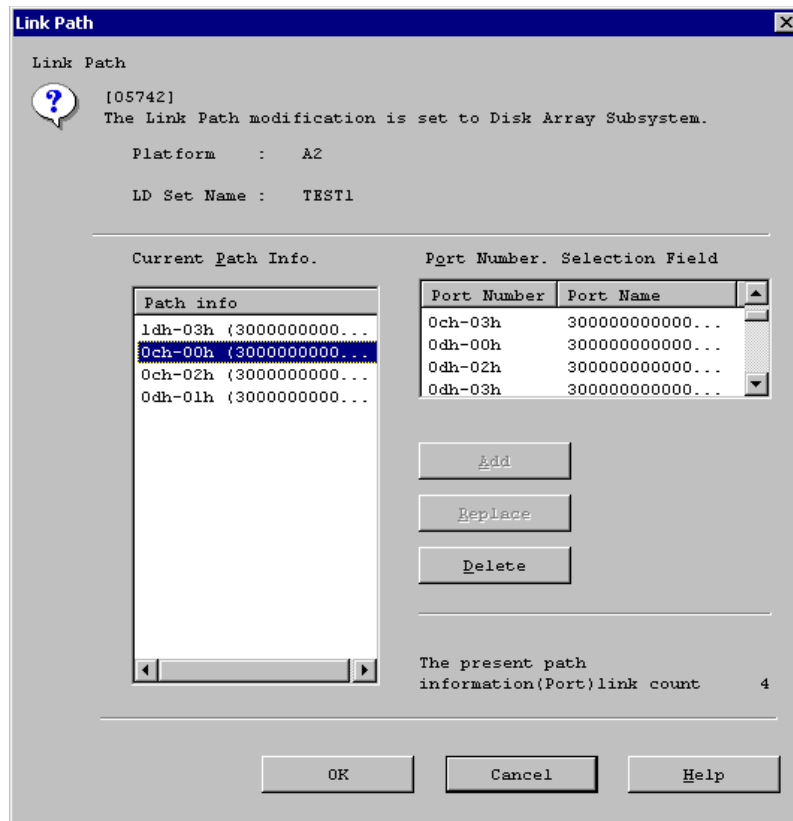 Link Path
Link Path
[05742]
The Link Path modification is set to Disk Array Subsystem.
Platform : A2
LD Set Name : TEST1
Current Path Info.
Path info
1dh-03h (3000000000...
0ch-00h (3000000000...
0ch-02h (3000000000...
0dh-01h (3000000000...
Port Number. Selection Field
Port Number Port Name
0ch-03h 300000000000...
0dh-00h 300000000000...
0dh-02h 300000000000...
0dh-03h 300000000000...
Add
Replace
Delete
The present path
information(Port)link count 4
OK Cancel Help